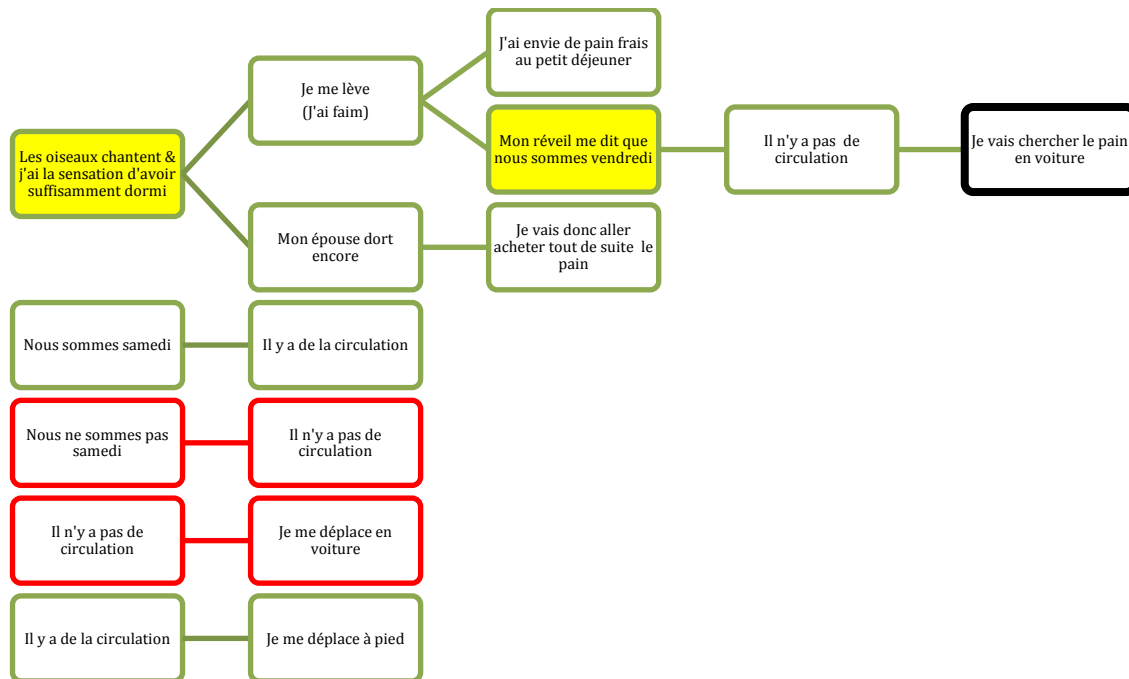 J'ai envie de pain frais
au petit déjeuner
Je me lève
(J'ai faim)
Les oiseaux chantent &
j'ai la sensation d'avoir
suffisamment dormi
Mon réveil me dit que
nous sommes vendredi
Il n'y a pas de
circulation
Je vais chercher le pain
en voiture
Mon épouse dort
encore
Je vais donc aller
acheter tout de suite le
pain
Nous sommes samedi
Il y a de la circulation
Nous ne sommes pas
samedi
Il n'y a pas de
circulation
Il n'y a pas de
circulation
Je me déplace en
voiture
Il y a de la circulation
Je me déplace à pied